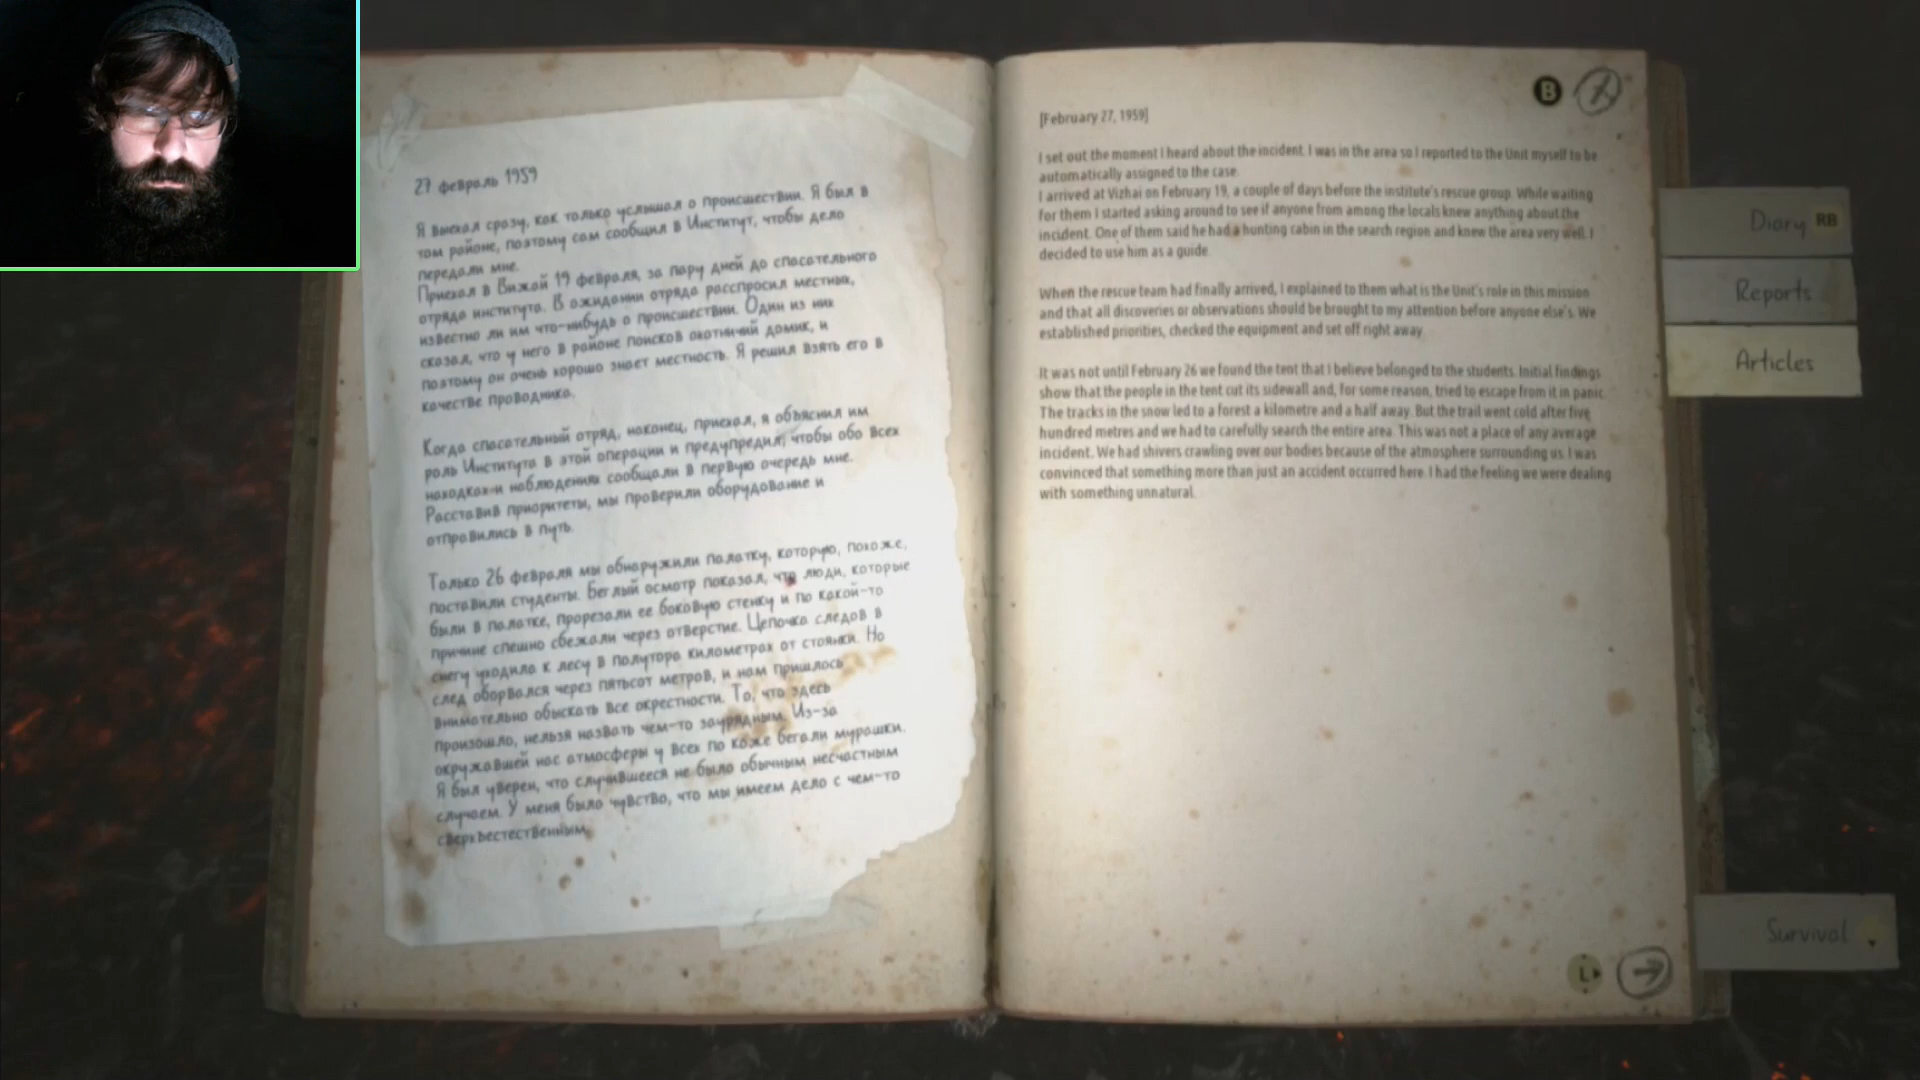 27 февраль 1959
Я выехал сразу, как только услышал о происшествии. Я был в
том районе, поэтому сам сообщил в Институт, чтобы дело
передали мне.
Приехал в Вижай 19 февраля, за пару дней до спасательного
отряда института. В ожидании отряда расспросил местных,
известно ли им что-нибудь о происшествии. Один из них
сказал, что у него в районе поисков охотничий домик, и
поэтому он очень хорошо знает местность. Я решил взять его в
качестве проводника.
Когда спасательный отряд, наконец, приехал, я объяснил им
роль Института в этой операции и предупредил, чтобы обо всех
находках и наблюдениях сообщали в первую очередь мне.
Расставив приоритеты, мы проверили оборудование и
отправились в путь.
Только 26 февраля мы обнаружили палатку, которую, похоже,
поставили студенты. Беглый осмотр показал, что люди, которые
были в палатке, прорезали ее боковую стенку и по какой-то
причине спешно сбежали через отверстие. Цепочка следов в
снегу уходила к лесу в полутора километрах от стоянки. Но
след оборвался через пятьсот метров, и нам пришлось
внимательно обыскать все окрестности. То, что здесь
произошло, нельзя назвать чем-то заурядным. Из-за
окружавшей нас атмосферы у всех по коже бегали мурашки.
Я был уверен, что случившееся не было обычным несчастным
случаем. У меня было чувство, что мы имеем дело с чем-то
сверхъестественным.
[February 27, 1959]
I set out the moment I heard about the incident. I was in the area so I reported to the Unit myself to be
automatically assigned to the case.
I arrived at Vizhai on February 19, a couple of days before the institute's rescue group. While waiting
for them I started asking around to see if anyone from among the locals knew anything about the
incident. One of them said he had a hunting cabin in the search region and knew the area very well. I
decided to use him as a guide.
When the rescue team had finally arrived, I explained to them what is the Unit's role in this mission
and that all discoveries or observations should be brought to my attention before anyone else's. We
established priorities, checked the equipment and set off right away.
It was not until February 26 we found the tent that I believe belonged to the students. Initial findings
show that the people in the tent cut its sidewall and, for some reason, tried to escape from it in panic.
The tracks in the snow led to a forest a kilometre and a half away. But the trail went cold after five
hundred metres and we had to carefully search the entire area. This was not a place of any average
incident. We had shivers crawling over our bodies because of the atmosphere surrounding us. I was
convinced that something more than just an accident occurred here. I had the feeling we were dealing
with something unnatural.
B
Diary RB
Reports
Articles
Survival
L